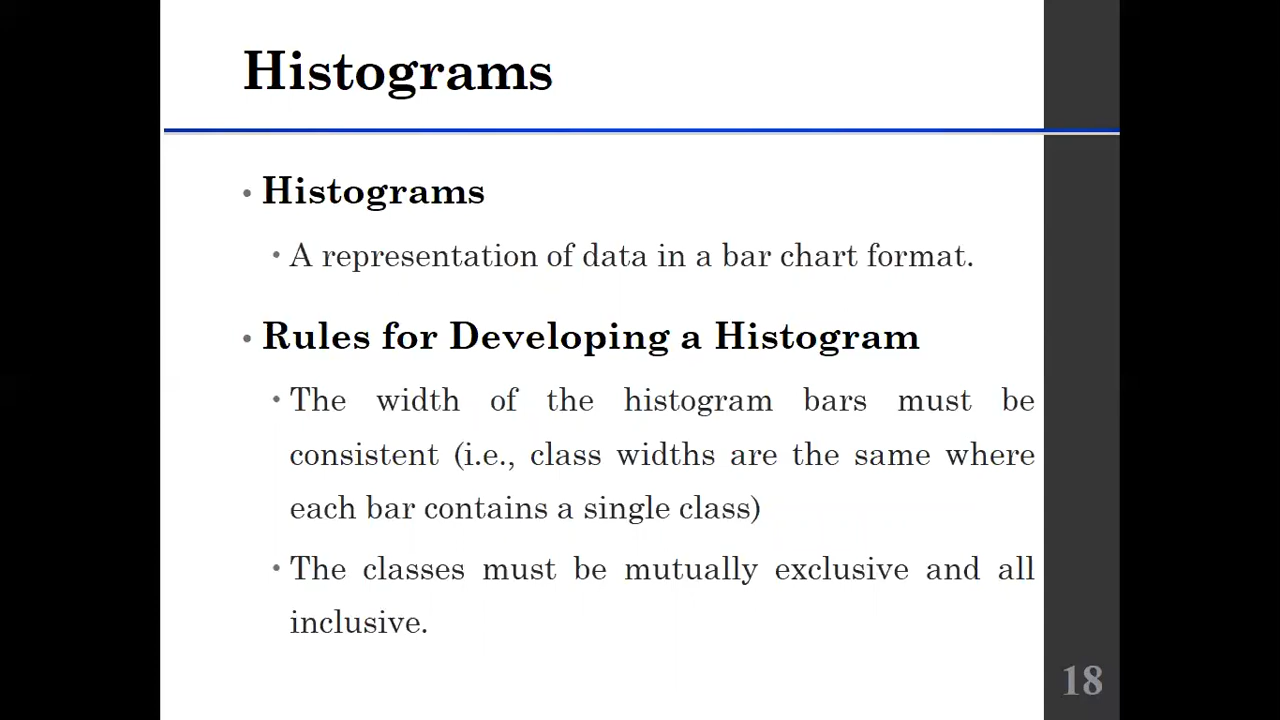 Histograms
• Histograms
• A representation of data in a bar chart format.
• Rules for Developing a Histogram
• The width of the histogram bars must be
consistent (i.e., class widths are the same where
each bar contains a single class)
• The classes must be mutually exclusive and all
inclusive.
18